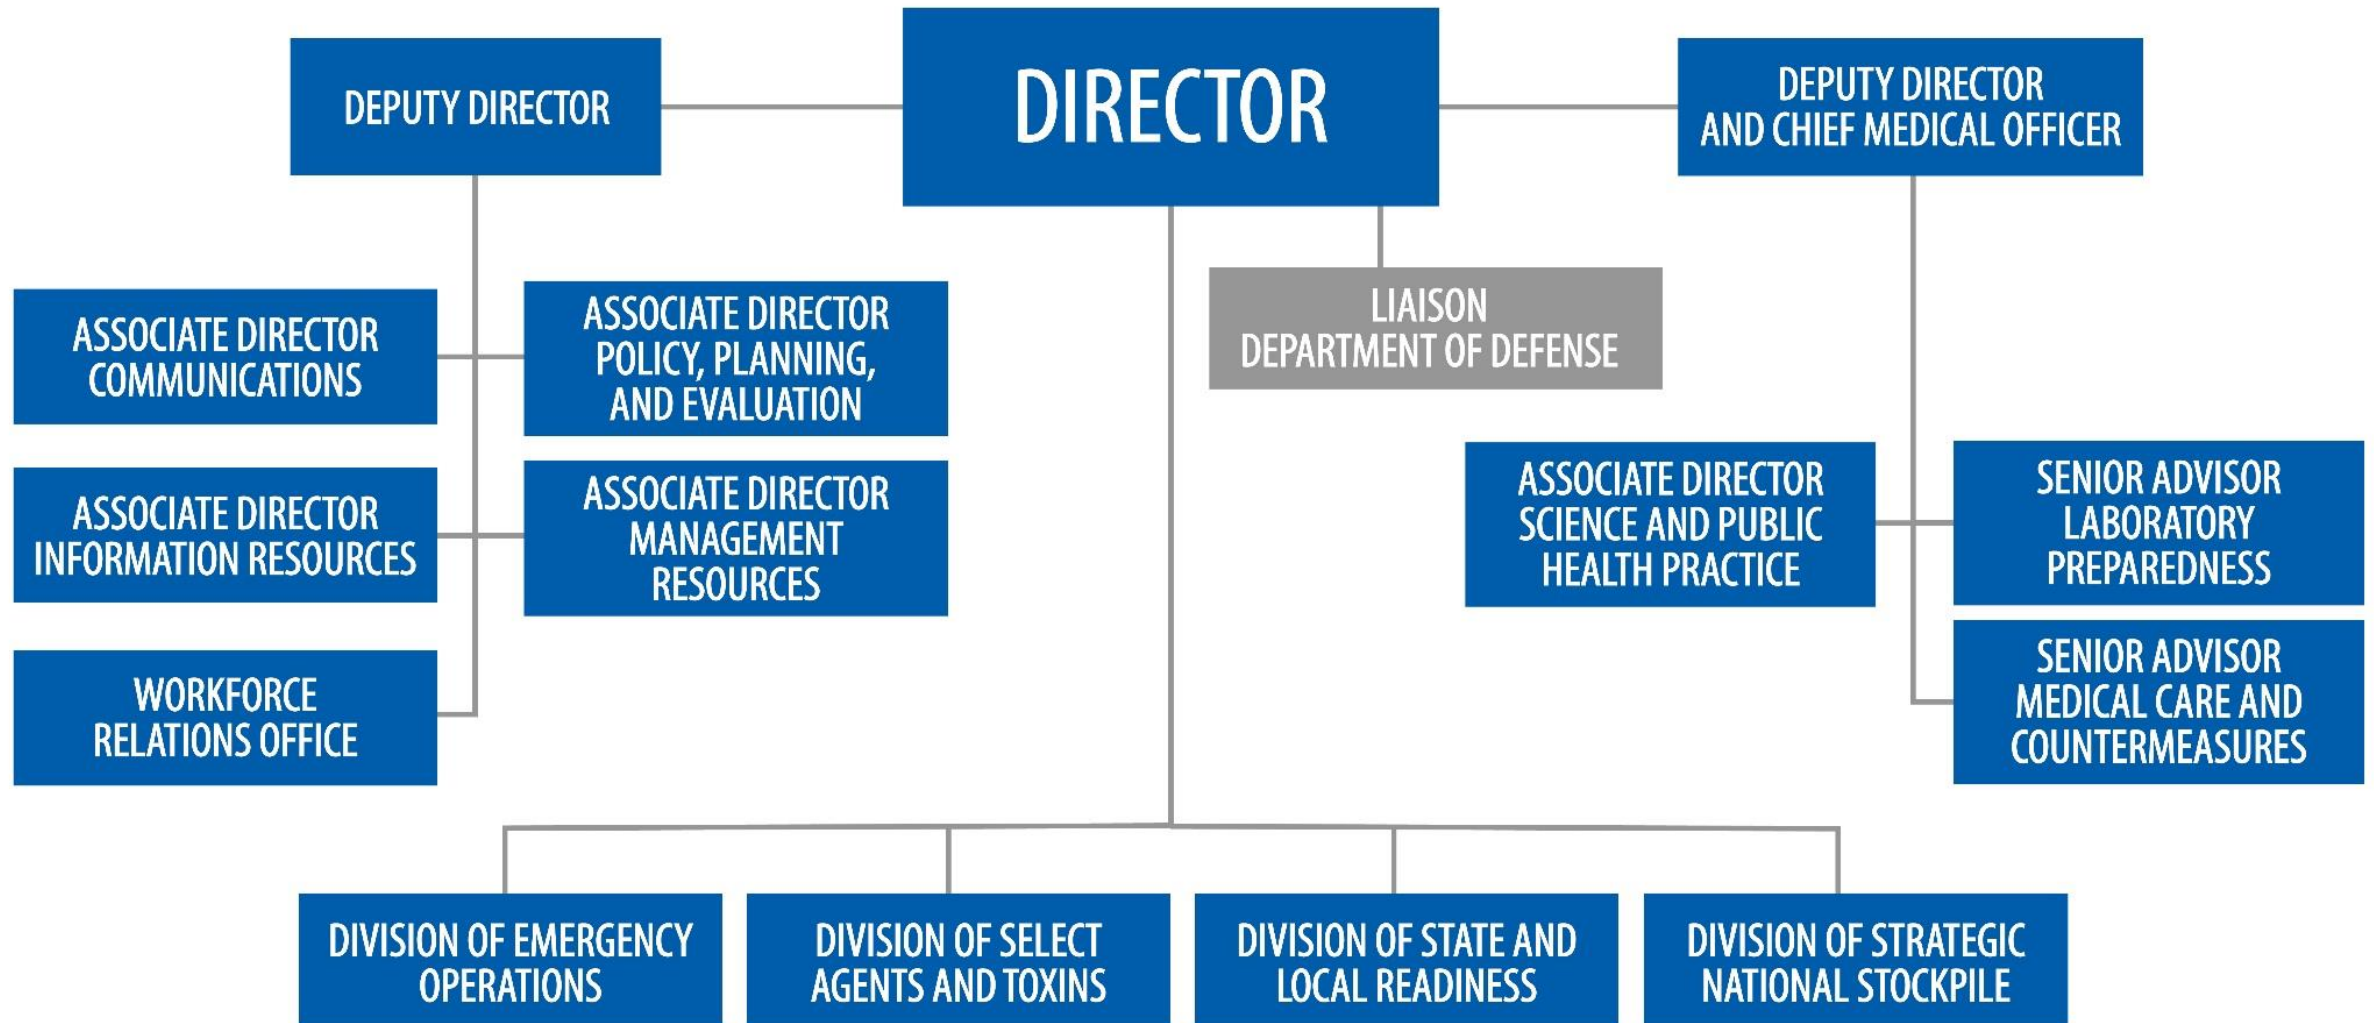 DEPUTY DIRECTOR
DIRECTOR
DEPUTY DIRECTOR
AND CHIEF MEDICAL OFFICER
LIAISON
DEPARTMENT OF DEFENSE
ASSOCIATE DIRECTOR
COMMUNICATIONS
ASSOCIATE DIRECTOR
POLICY, PLANNING,
AND EVALUATION
ASSOCIATE DIRECTOR
INFORMATION RESOURCES
ASSOCIATE DIRECTOR
MANAGEMENT
RESOURCES
WORKFORCE
RELATIONS OFFICE
ASSOCIATE DIRECTOR
SCIENCE AND PUBLIC
HEALTH PRACTICE
SENIOR ADVISOR
LABORATORY
PREPAREDNESS
SENIOR ADVISOR
MEDICAL CARE AND
COUNTERMEASURES
DIVISION OF EMERGENCY
OPERATIONS
DIVISION OF SELECT
AGENTS AND TOXINS
DIVISION OF STATE AND
LOCAL READINESS
DIVISION OF STRATEGIC
NATIONAL STOCKPILE